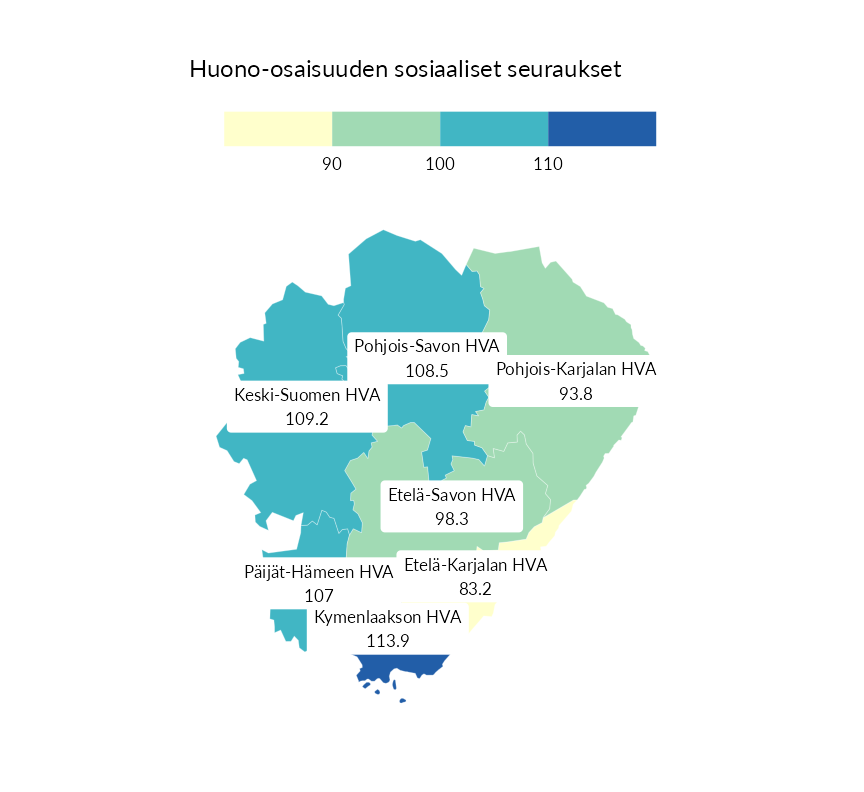 Huono-osaisuuden sosiaaliset seuraukset
90
100
110
Pohjois-Savon HVA
108.5
Pohjois-Karjalan HVA
93.8
Keski-Suomen HVA
109.2
Etelä-Savon HVA
98.3
Etelä-Karjalan HVA
83.2
Päijät-Hämeen HVA
107
Kymenlaakson HVA
113.9